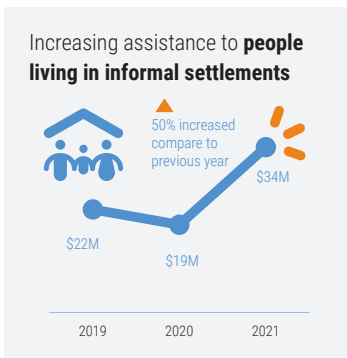 Increasing assistance to people
living in informal settlements
50% increased
compare to
previous year
$34M
$22M
$19M
2019 2020 2021